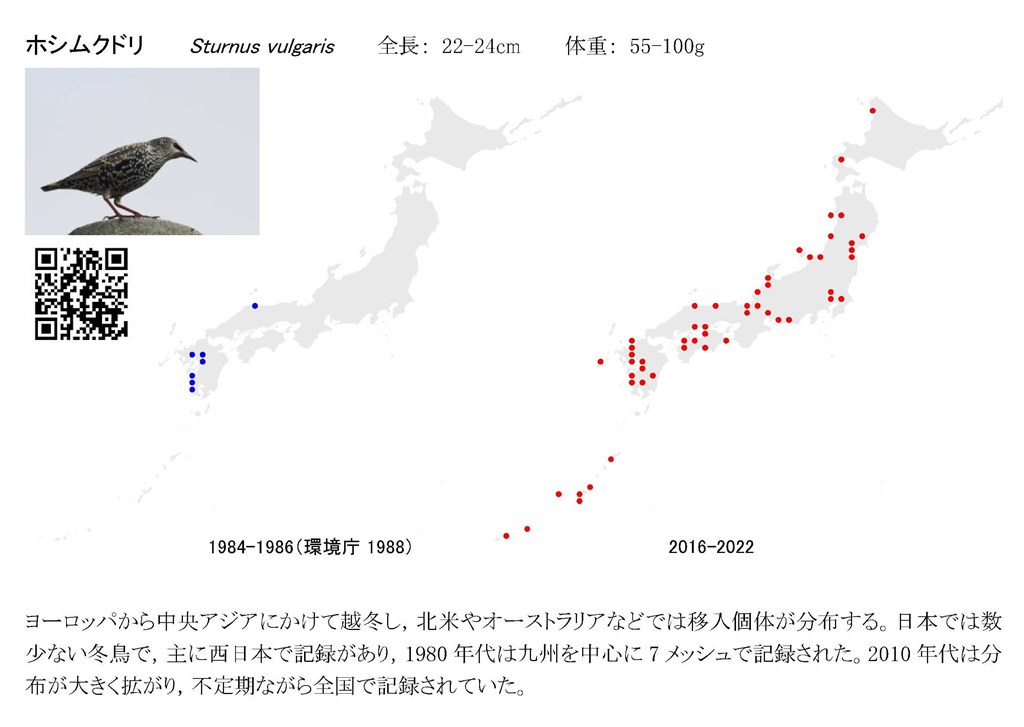 ホシムクドリ Sturnus vulgaris 全長： 22-24cm 体重： 55-100g
1984-1986（環境庁 1988） 2016-2022
ヨーロッパから中央アジアにかけて越冬し，北米やオーストラリアなどでは移入個体が分布する。日本では数
少ない冬鳥で，主に西日本で記録があり，1980 年代は九州を中心に 7 メッシュで記録された。2010 年代は分
布が大きく拡がり，不定期ながら全国で記録されていた。